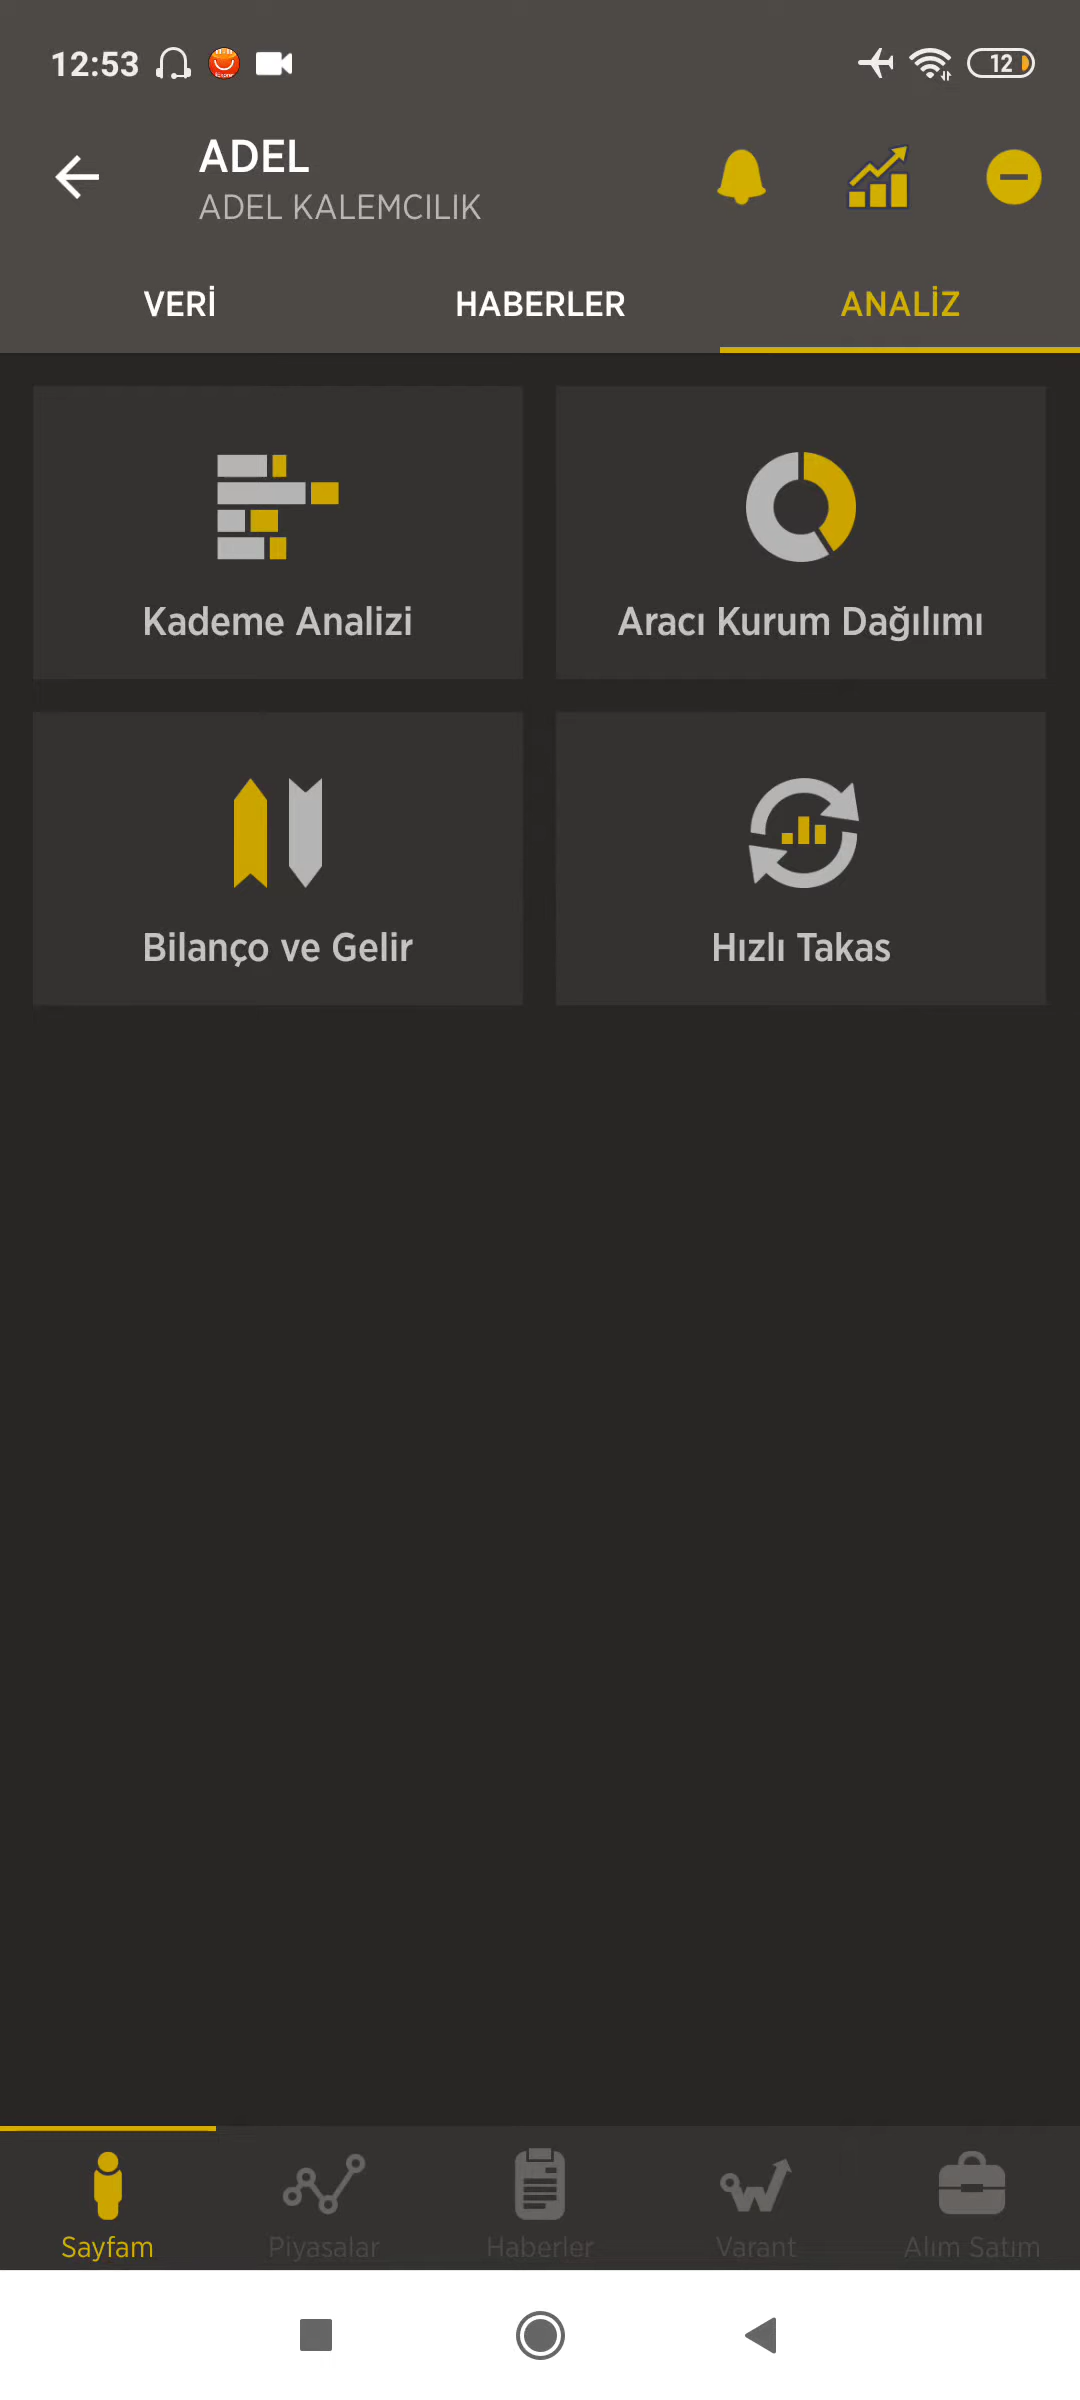 12:53
12
ADEL
ADEL KALEMCILIK
VERİ
HABERLER
ANALİZ
Kademe Analizi
Aracı Kurum Dağılımı
Bilanço ve Gelir
Hızlı Takas
Sayfam
Piyasalar
Haberler
Varant
Alım Satım